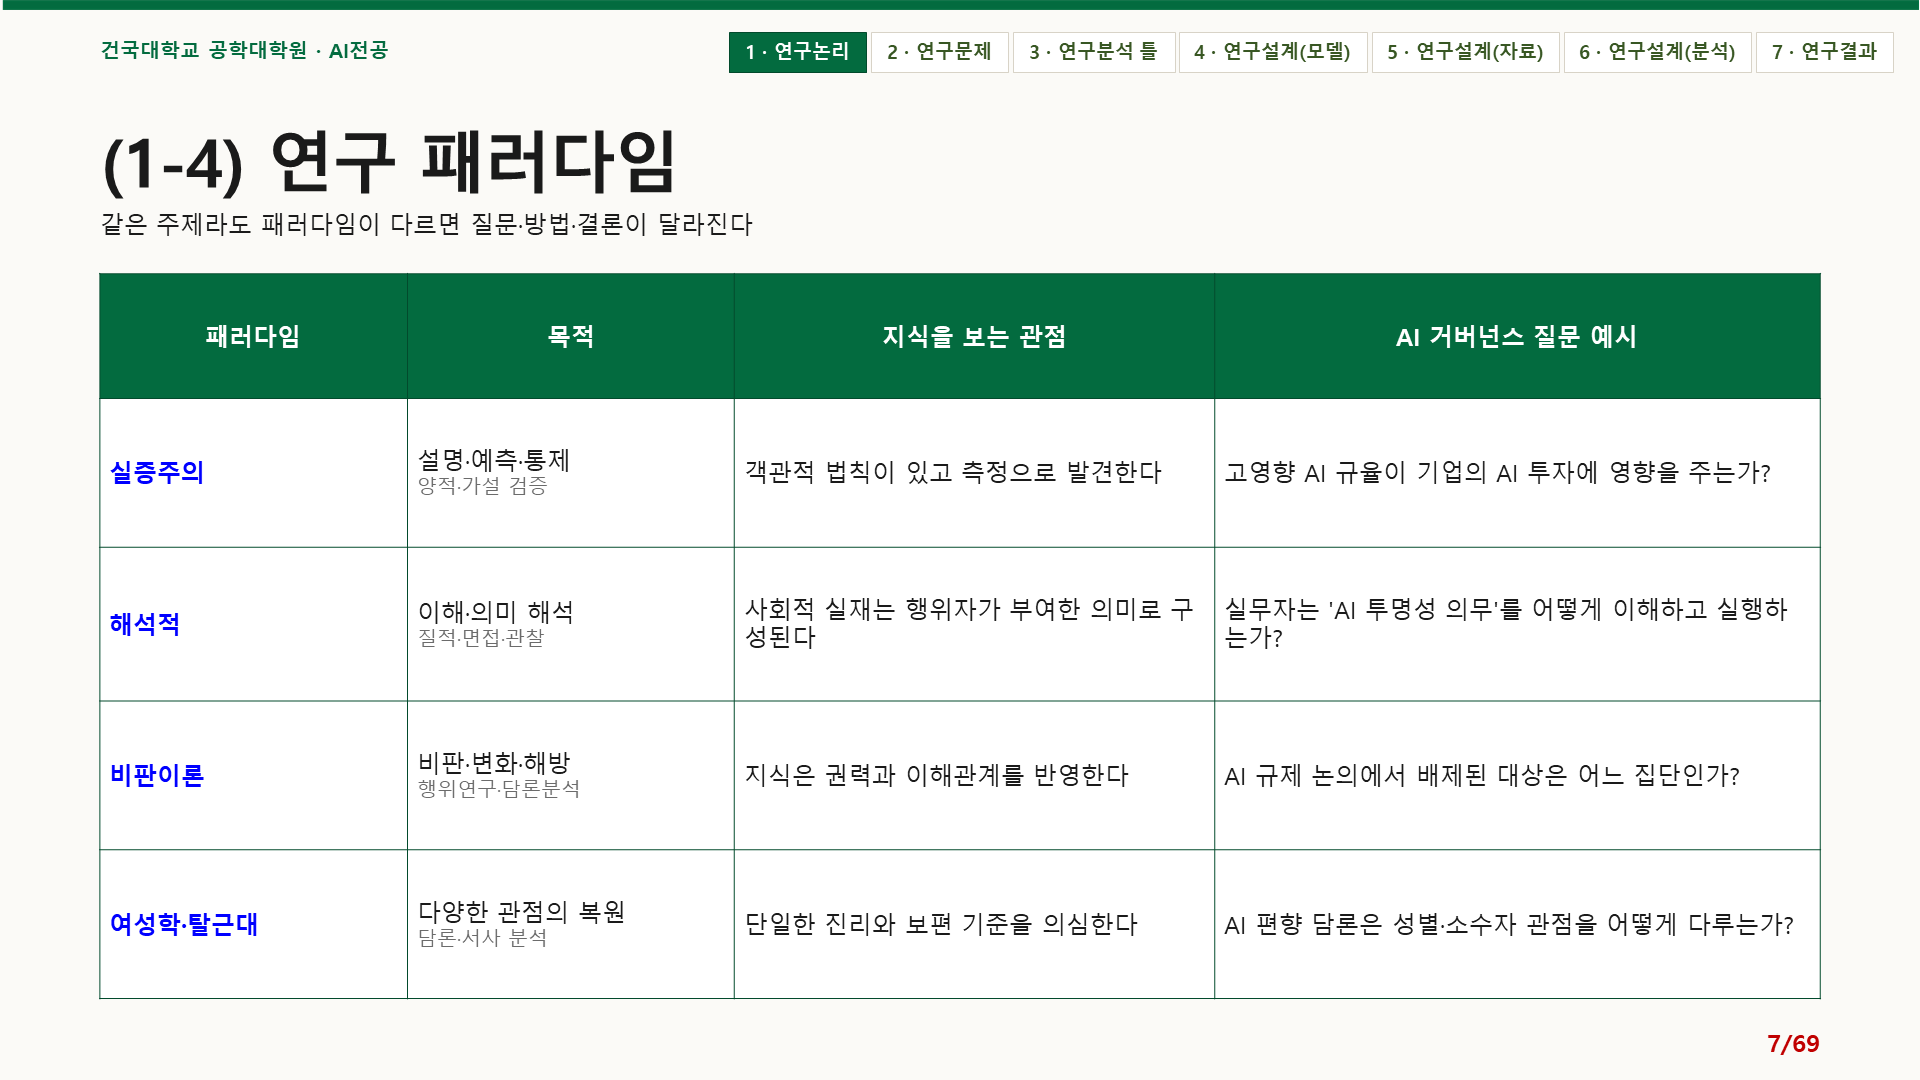 건국대학교 공학대학원 · AI전공
1 · 연구논리
2 · 연구문제
3 · 연구분석 틀
4 · 연구설계(모델)
5 · 연구설계(자료)
6 · 연구설계(분석)
7 · 연구결과
(1-4) 연구 패러다임
같은 주제라도 패러다임이 다르면 질문·방법·결론이 달라진다
패러다임
목적
지식을 보는 관점
AI 거버넌스 질문 예시
실증주의
설명·예측·통제
양적·가설 검증
객관적 법칙이 있고 측정으로 발견한다
고영향 AI 규율이 기업의 AI 투자에 영향을 주는가?
해석적
이해·의미 해석
질적·면접·관찰
사회적 실재는 행위자가 부여한 의미로 구
성된다
실무자는 'AI 투명성 의무'를 어떻게 이해하고 실행하
는가?
비판이론
비판·변화·해방
행위연구·담론분석
지식은 권력과 이해관계를 반영한다
AI 규제 논의에서 배제된 대상은 어느 집단인가?
여성학·탈근대
다양한 관점의 복원
담론·서사 분석
단일한 진리와 보편 기준을 의심한다
AI 편향 담론은 성별·소수자 관점을 어떻게 다루는가?
7/69